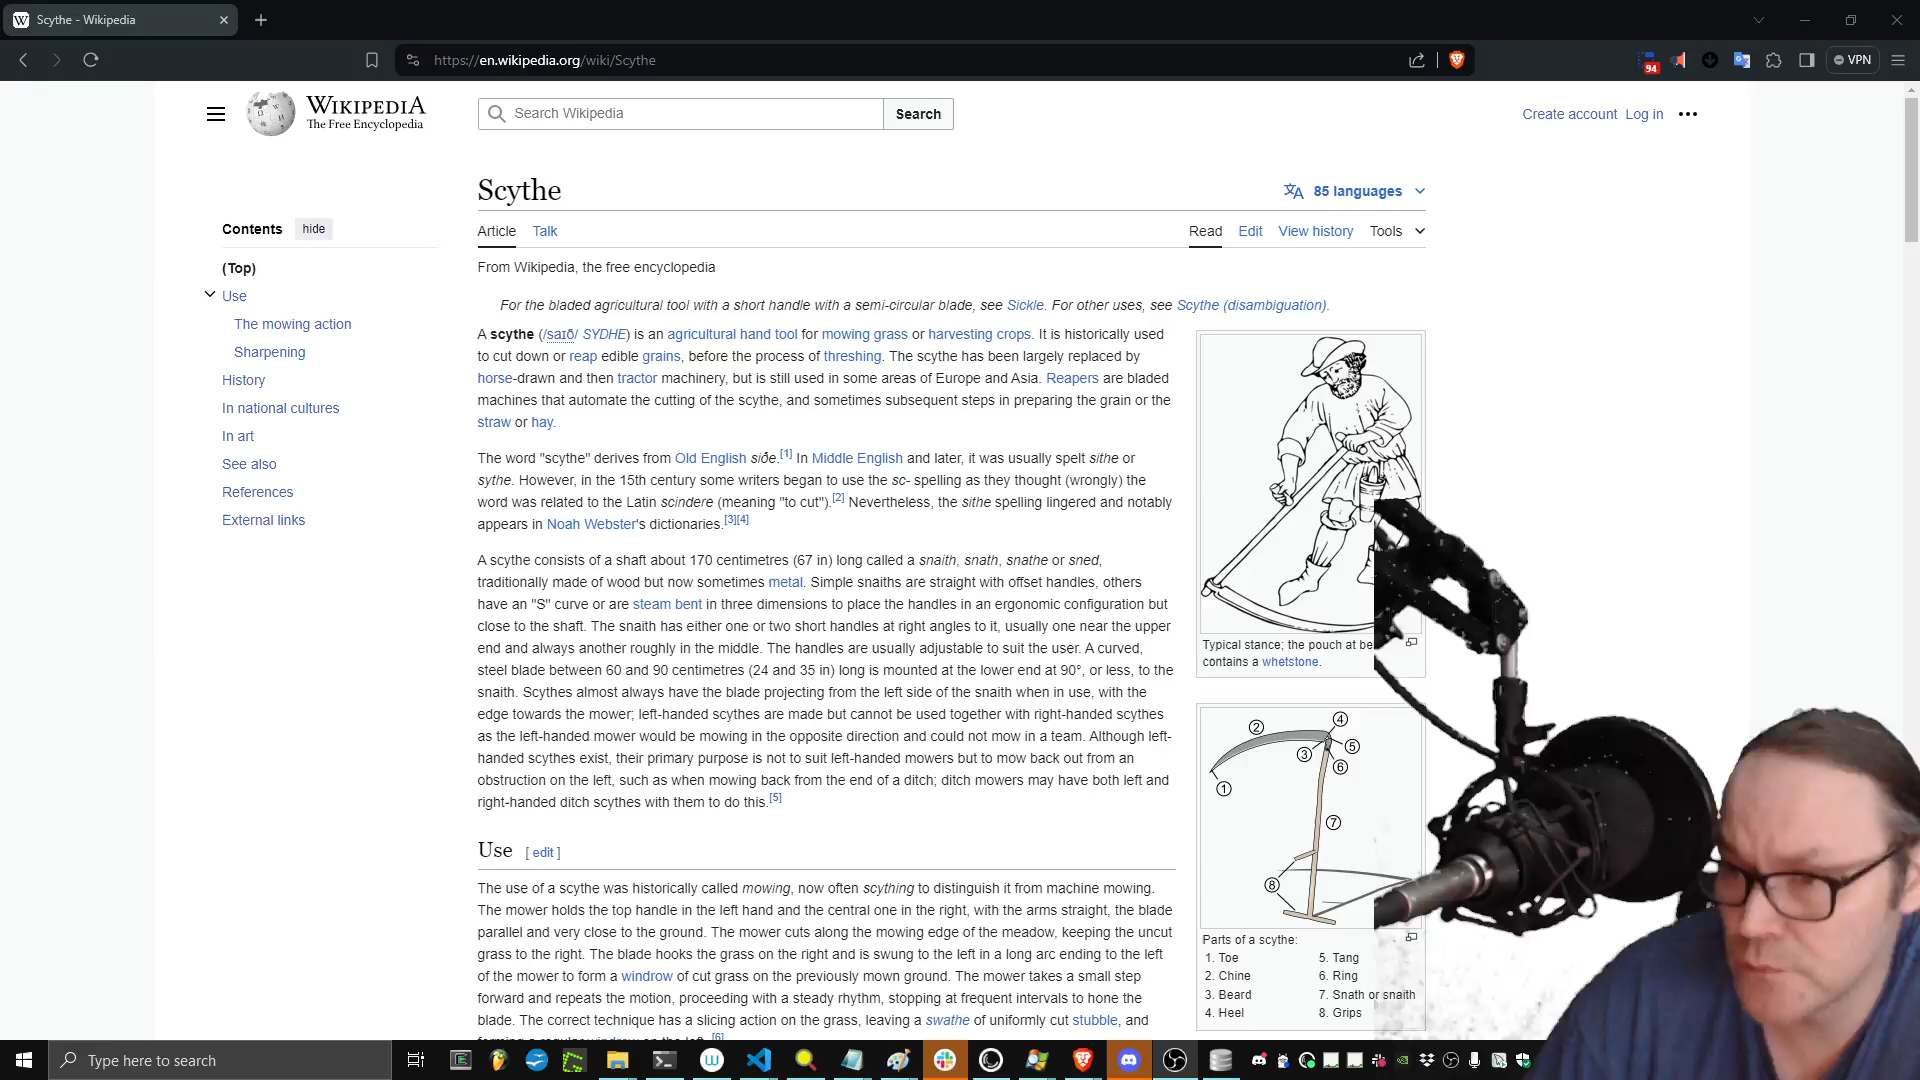 Scythe - Wikipedia
https://en.wikipedia.org/wiki/Scythe
94
VPN
WIKIPEDIA
The Free Encyclopedia
Search Wikipedia
Search
Create account Log in
Scythe
85 languages
Contents hide
Article Talk
Read Edit View history Tools
(Top)
Use
The mowing action
Sharpening
History
In national cultures
In art
See also
References
External links
From Wikipedia, the free encyclopedia
For the bladed agricultural tool with a short handle with a semi-circular blade, see Sickle. For other uses, see Scythe (disambiguation).
A scythe (/saɪð/ SYDHE) is an agricultural hand tool for mowing grass or harvesting crops. It is historically used
to cut down or reap edible grains, before the process of threshing. The scythe has been largely replaced by
horse-drawn and then tractor machinery, but is still used in some areas of Europe and Asia. Reapers are bladed
machines that automate the cutting of the scythe, and sometimes subsequent steps in preparing the grain or the
straw or hay.
The word "scythe" derives from Old English siðe.[1] In Middle English and later, it was usually spelt sithe or
sythe. However, in the 15th century some writers began to use the sc- spelling as they thought (wrongly) the
word was related to the Latin scindere (meaning "to cut").[2] Nevertheless, the sithe spelling lingered and notably
appears in Noah Webster's dictionaries.[3][4]
A scythe consists of a shaft about 170 centimetres (67 in) long called a snaith, snath, snathe or sned,
traditionally made of wood but now sometimes metal. Simple snaiths are straight with offset handles, others
have an "S" curve or are steam bent in three dimensions to place the handles in an ergonomic configuration but
close to the shaft. The snaith has either one or two short handles at right angles to it, usually one near the upper
end and always another roughly in the middle. The handles are usually adjustable to suit the user. A curved,
steel blade between 60 and 90 centimetres (24 and 35 in) long is mounted at the lower end at 90°, or less, to the
snaith. Scythes almost always have the blade projecting from the left side of the snaith when in use, with the
edge towards the mower; left-handed scythes are made but cannot be used together with right-handed scythes
as the left-handed mower would be mowing in the opposite direction and could not mow in a team. Although left-
handed scythes exist, their primary purpose is not to suit left-handed mowers but to mow back out from an
obstruction on the left, such as when mowing back from the end of a ditch; ditch mowers may have both left and
right-handed ditch scythes with them to do this.[5]
Use [ edit ]
The use of a scythe was historically called mowing, now often scything to distinguish it from machine mowing.
The mower holds the top handle in the left hand and the central one in the right, with the arms straight, the blade
parallel and very close to the ground. The mower cuts along the mowing edge of the meadow, keeping the uncut
grass to the right. The blade hooks the grass on the right and is swung to the left in a long arc ending to the left
of the mower to form a windrow of cut grass on the previously mown ground. The mower takes a small step
forward and repeats the motion, proceeding with a steady rhythm, stopping at frequent intervals to hone the
blade. The correct technique has a slicing action on the grass, leaving a swathe of uniformly cut stubble, and
[6]
Typical stance; the pouch at
contains a whetstone.
1
2
3
4
5
6
7
8
Parts of a scythe:
1. Toe
2. Chine
3. Beard
4. Heel
5. Tang
6. Ring
7. Snath or snaith
8. Grips
Type here to search